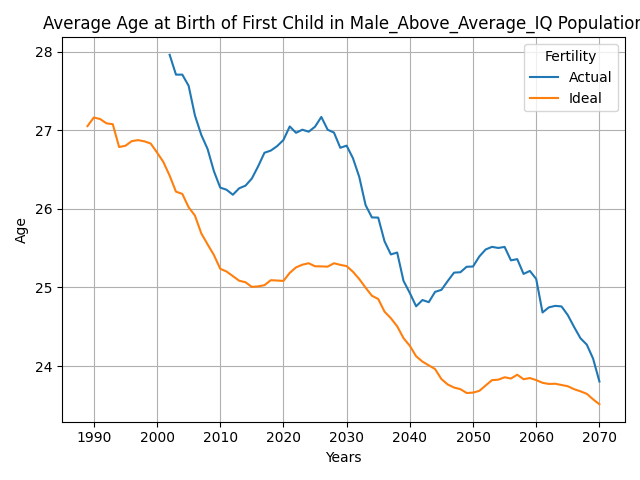 Average Age at Birth of First Child in Male_Above_Average_IQ Population
Fertility
Actual
Ideal
28
27
26
25
24
Age
1990 2000 2010 2020 2030 2040 2050 2060 2070
Years